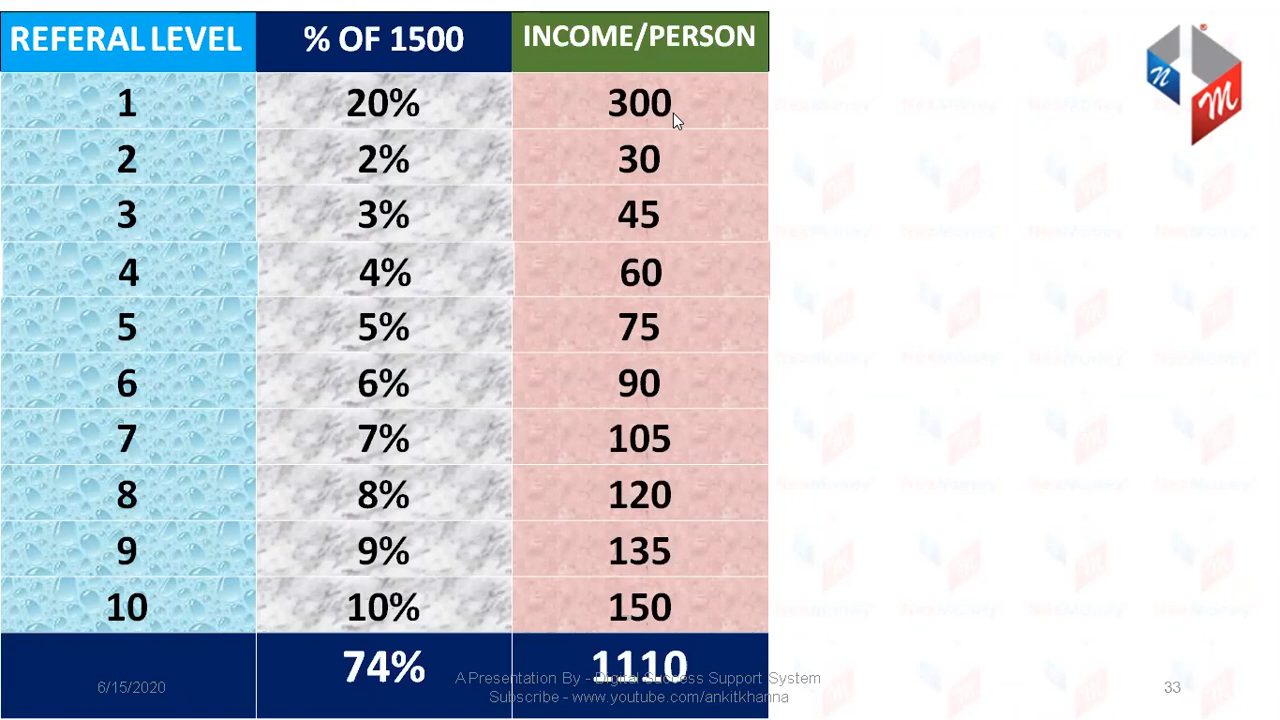 REFERAL LEVEL % OF 1500 INCOME/PERSON
1 20% 300
2 2% 30
3 3% 45
4 4% 60
5 5% 75
6 6% 90
7 7% 105
8 8% 120
9 9% 135
10 10% 150
74% 1110
6/15/2020 A Presentation By - Digital Success Support System 33
Subscribe - www.youtube.com/ankitkhanna
n M